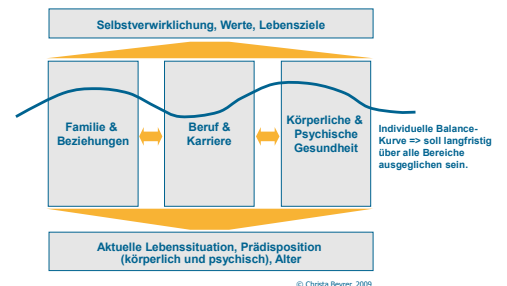 Selbstverwirklichung, Werte, Lebensziele
Familie &
Beziehungen
Beruf &
Karriere
Körperliche &
Psychische
Gesundheit
Individuelle Balance-
Kurve => soll langfristig
über alle Bereiche
ausgeglichen sein.
Aktuelle Lebenssituation, Prädisposition
(körperlich und psychisch), Alter
© Christa Beyrer, 2009